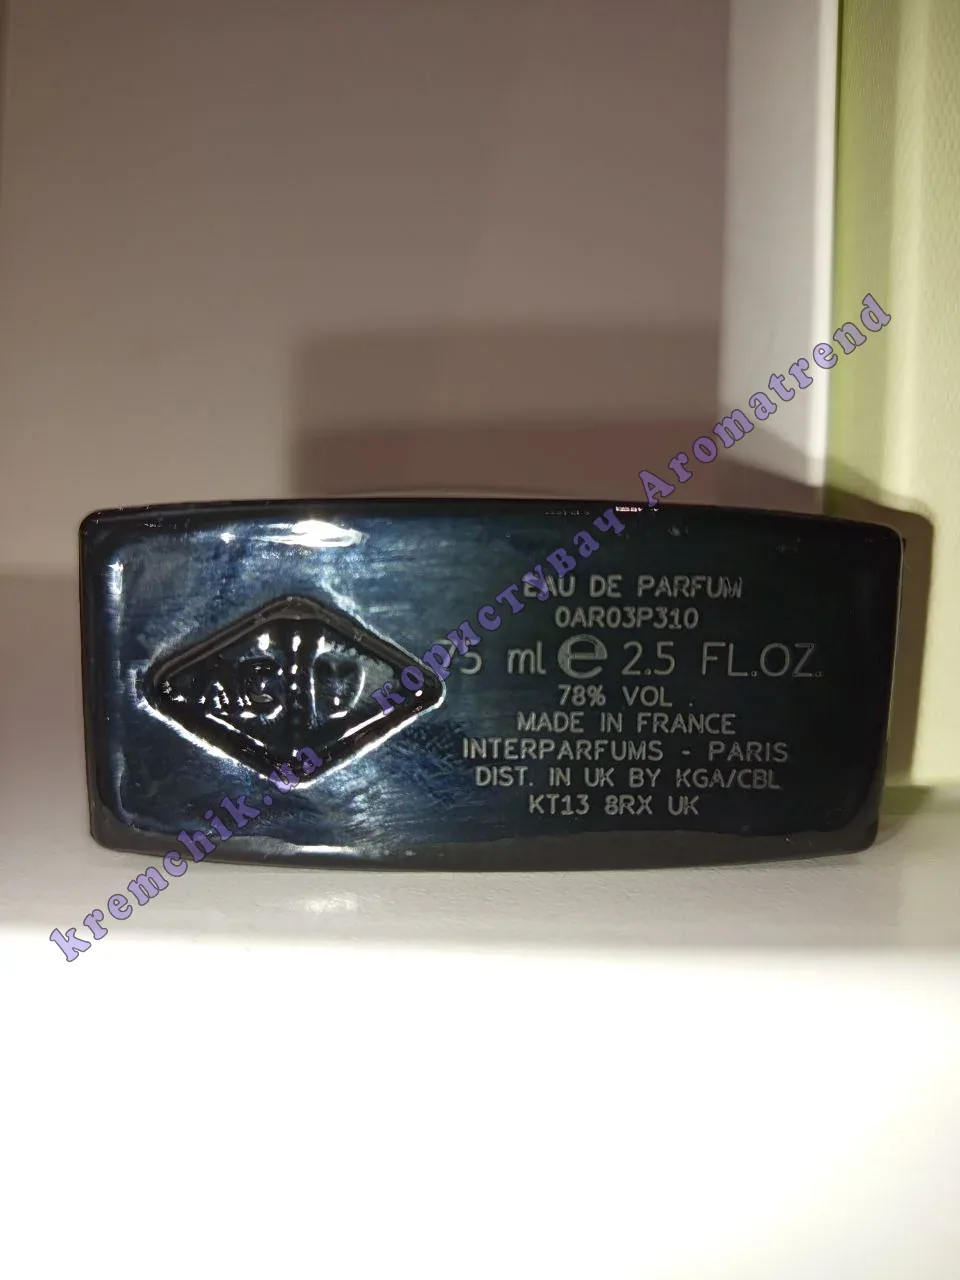 EAU DE PARFUM
0AR03P310
75 ml e 2.5 FL.OZ.
78% VOL.
MADE IN FRANCE
INTERPARFUMS - PARIS
DIST. IN UK BY KGA/CBL
KT13 8RX UK
kremchik.ua користувач Aromatrend